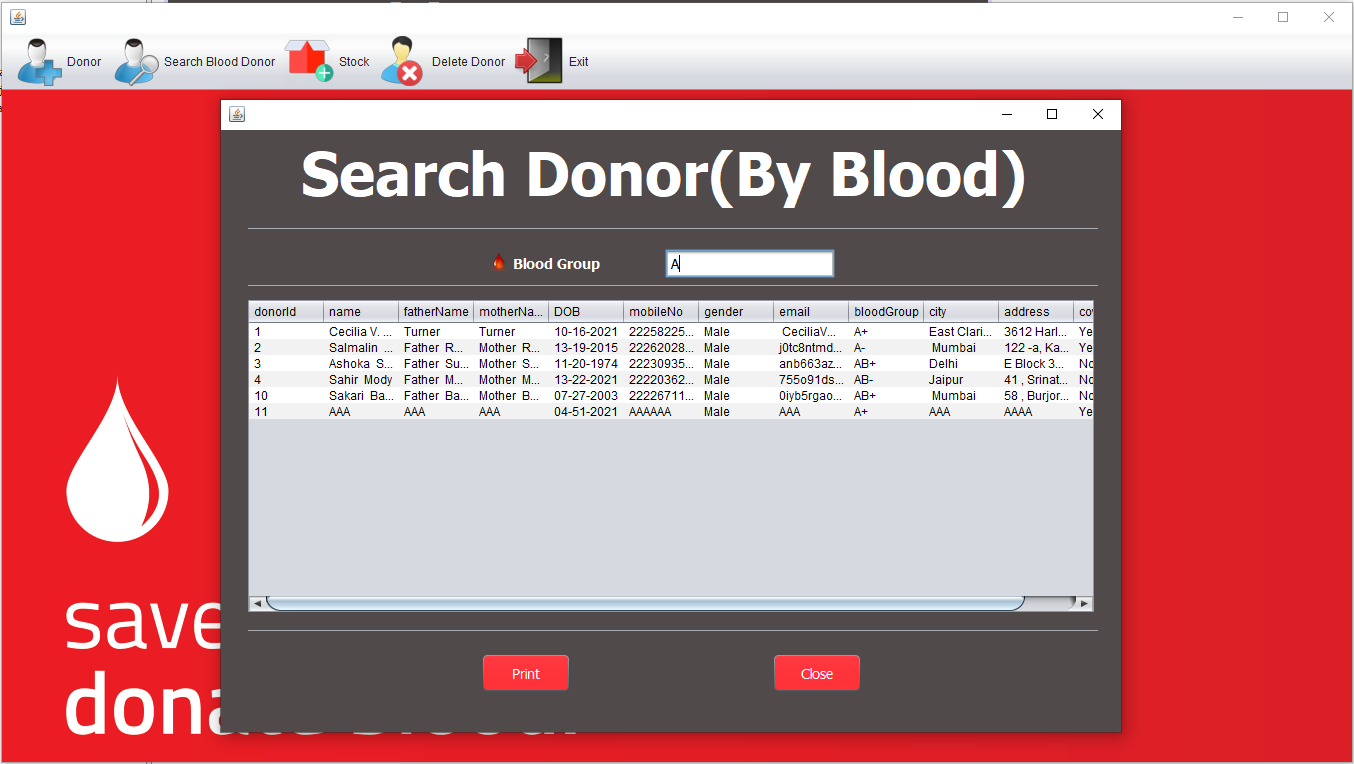 Donor Search Blood Donor Stock Delete Donor Exit
Search Donor(By Blood)
Blood Group A
donorId name fatherName motherNa... DOB mobileNo gender email bloodGroup city address
1 Cecilia V. ... Turner Turner 10-16-2021 22258225... Male CeciliaV... A+ East Clari... 3612 Harl... Ye
2 Salmalin ... Father R... Mother R... 13-19-2015 22262028... Male j0tc8ntmd... A- Mumbai 122 -a, Ka... Ye
3 Ashoka S... Father Su... Mother S... 11-20-1974 22230935... Male anb663az... AB+ Delhi E Block 3... No
4 Sahir Mody Father M... Mother M... 13-22-2021 22220362... Male 755o91ds... AB- Jaipur 41 , Srinat... No
10 Sakari Ba... Father Ba... Mother B... 07-27-2003 22226711... Male 0iyb5rgao... AB+ Mumbai 58 , Burjor... No
11 AAA AAA AAA 04-51-2021 AAAAAA Male AAA A+ AAA AAAA Ye
Print Close
save